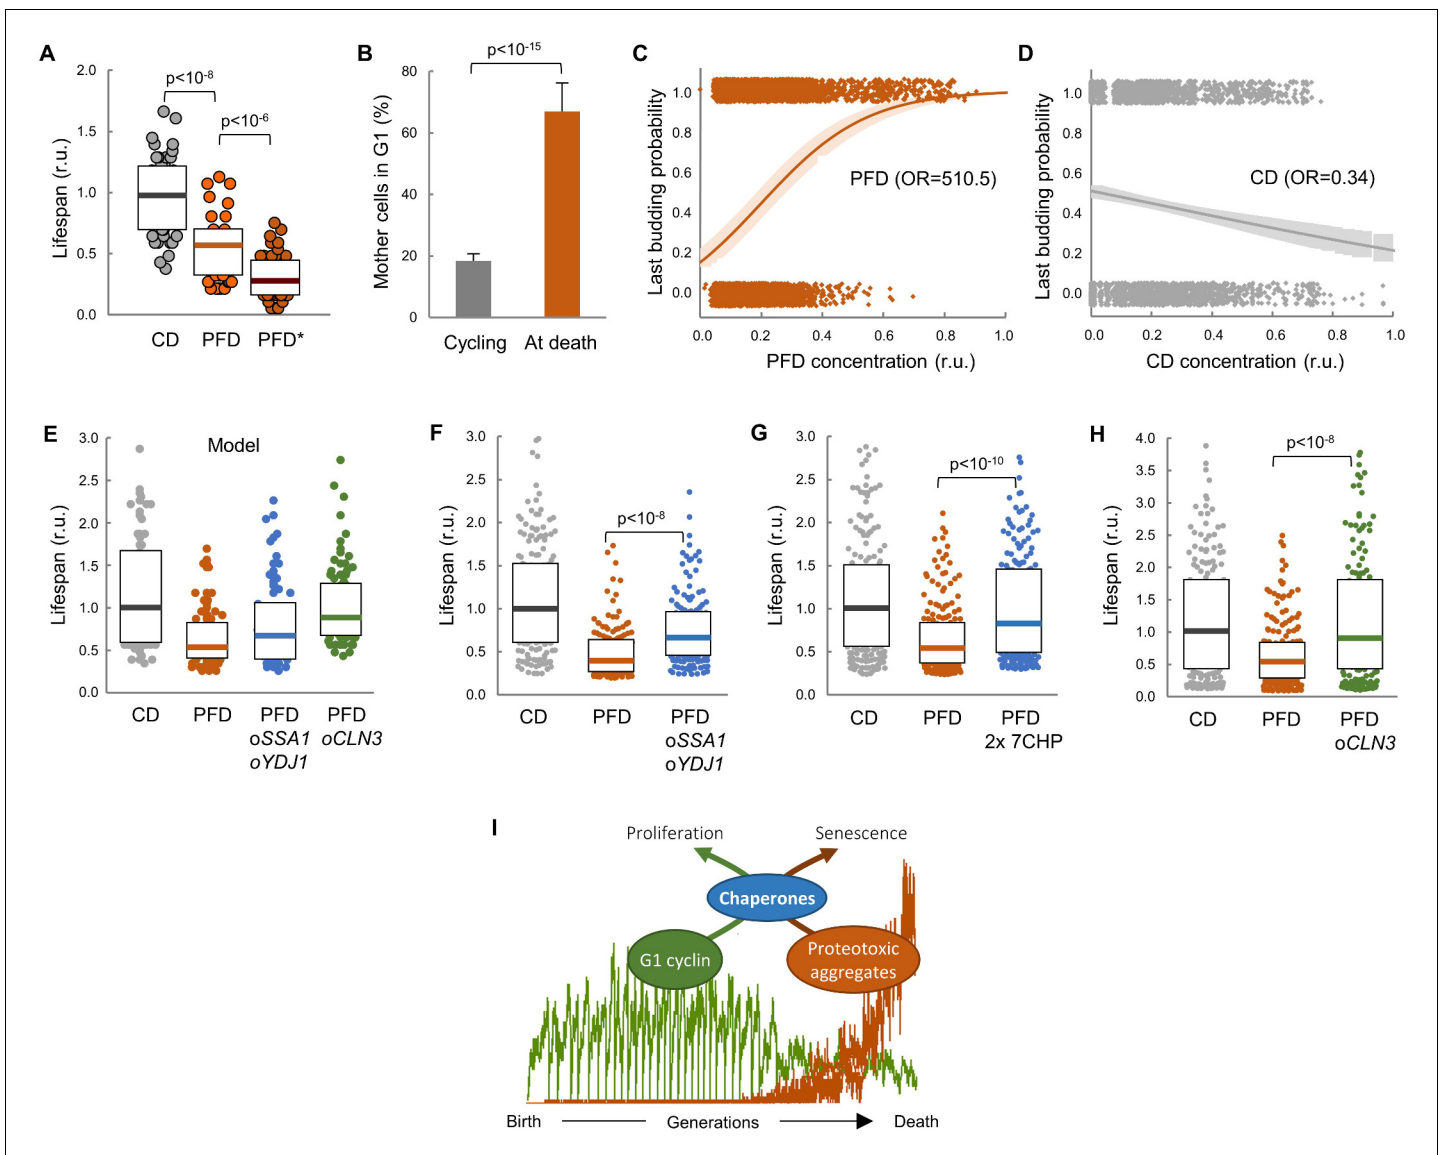 A
Lifespan (r.u.)
2.0
1.5
1.0
0.5
0.0
p<10-8
p<10-6
CD PFD PFD*
B
Mother cells in G1 (%)
80
60
40
20
0
p<10-15
Cycling At death
C
Last budding probability
1.0
0.8
0.6
0.4
0.2
0.0
PFD (OR=510.5)
0.0 0.2 0.4 0.6 0.8 1.0
PFD concentration (r.u.)
D
Last budding probability
1.0
0.8
0.6
0.4
0.2
0.0
CD (OR=0.34)
0.0 0.2 0.4 0.6 0.8 1.0
CD concentration (r.u.)
E
Model
Lifespan (r.u.)
3.0
2.5
2.0
1.5
1.0
0.5
0.0
CD PFD PFD PFD
oSSA1 oCLN3
oYDJ1
F
Lifespan (r.u.)
3.0
2.5
2.0
1.5
1.0
0.5
0.0
p<10-8
CD PFD PFD
oSSA1
oYDJ1
G
Lifespan (r.u.)
3.0
2.5
2.0
1.5
1.0
0.5
0.0
p<10-10
CD PFD PFD
2x 7CHP
H
Lifespan (r.u.)
4.0
3.5
3.0
2.5
2.0
1.5
1.0
0.5
0.0
p<10-8
CD PFD PFD
oCLN3
I
Proliferation Senescence
Chaperones
G1 cyclin
Proteotoxic
aggregates
Birth Generations Death